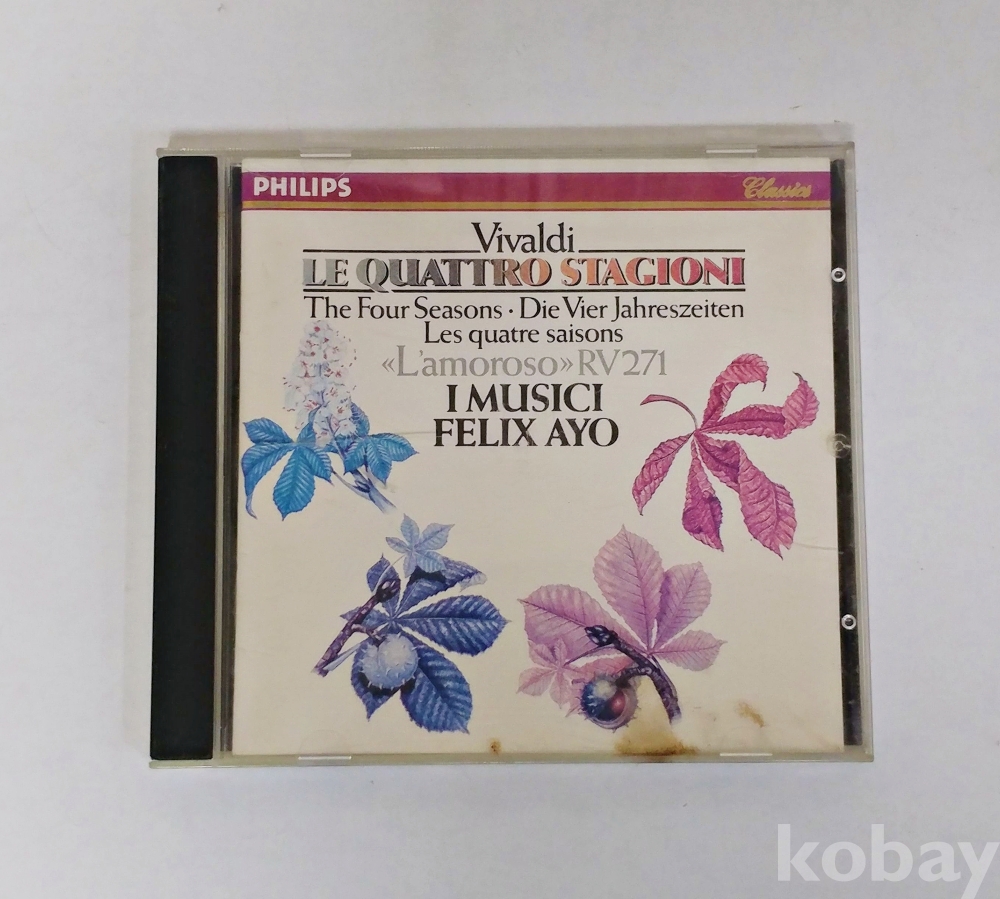 PHILIPS
Classics
Vivaldi
LE QUATTRO STAGIONI
The Four Seasons · Die Vier Jahreszeiten
Les quatre saisons
«L'amoroso» RV 271
I MUSICI
FELIX AYO
kobay